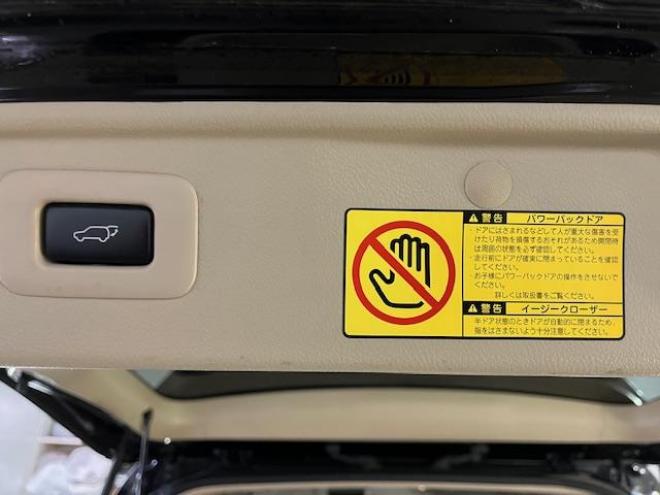 警告 パワーバックドア
・ドアにはさまれるなどして人が重大な傷害を受
けたり荷物を損傷するおそれがあるため開閉時
は周囲の状態を必ず確認してください。
・走行前にドアが確実に閉まっていることを確認
してください。
・お子様にパワーバックドアの操作をさせないで
ください。
詳しくは取扱書をご覧ください。
警告 イージークローザー
半ドア状態のときドアが自動的に閉まるため、
指をはさまないよう十分注意してください。